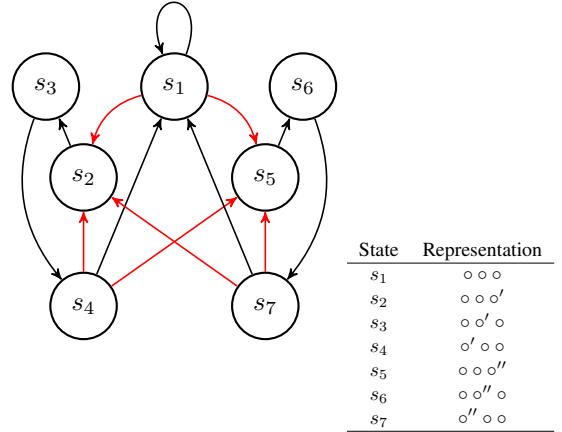 s₃ s₁ s₆
s₂ s₅
s₄ s₇
State Representation
s₁ ∘ ∘ ∘
s₂ ∘ ∘ ∘′
s₃ ∘ ∘′ ∘
s₄ ∘′ ∘ ∘
s₅ ∘ ∘ ∘″
s₆ ∘ ∘″ ∘
s₇ ∘″ ∘ ∘